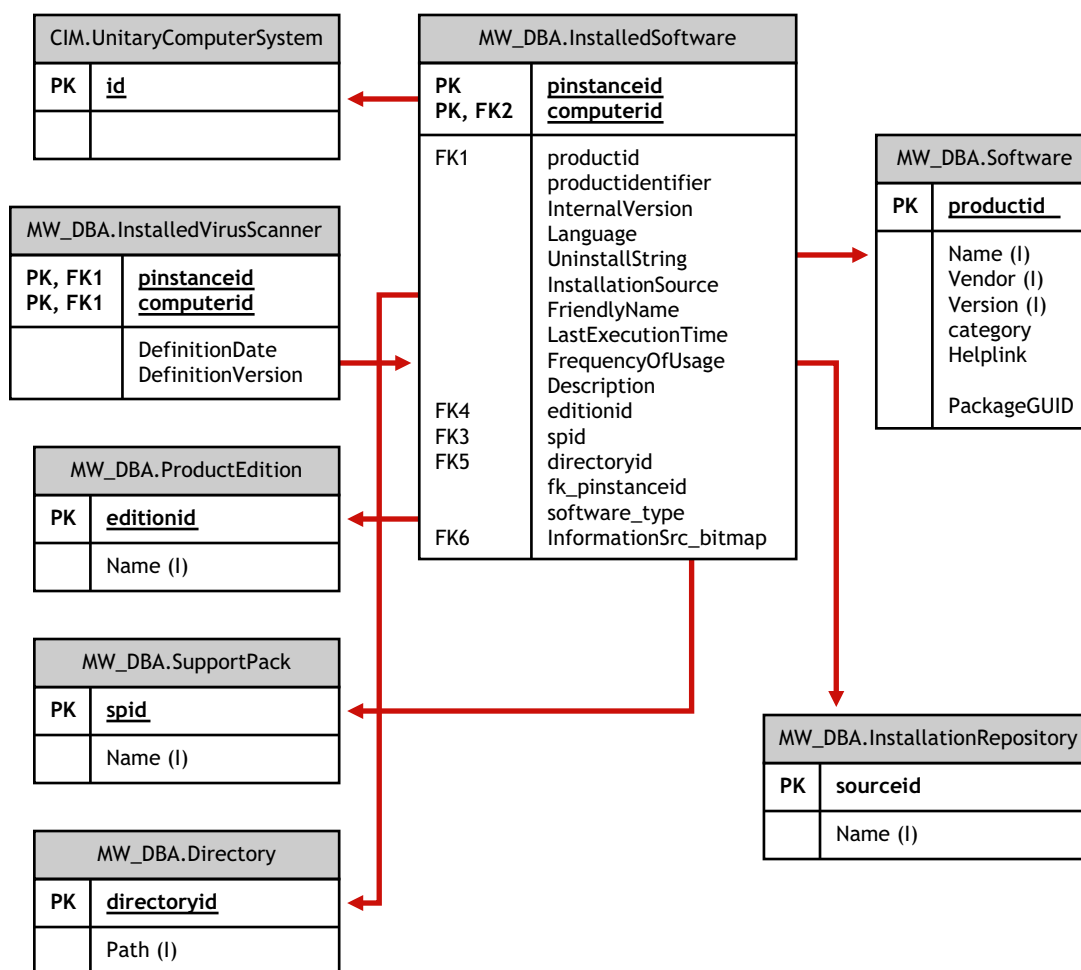 CIM.UnitaryComputerSystem
PK id
MW_DBA.InstalledSoftware
PK pinstanceid
PK, FK2 computerid
FK1 productid
productidentifier
InternalVersion
Language
UninstallString
InstallationSource
FriendlyName
LastExecutionTime
FrequencyOfUsage
Description
FK4 editionid
FK3 spid
FK5 directoryid
fk_pinstanceid
software_type
FK6 InformationSrc_bitmap
MW_DBA.Software
PK productid
Name (I)
Vendor (I)
Version (I)
category
Helplink
PackageGUID
MW_DBA.InstalledVirusScanner
PK, FK1 pinstanceid
PK, FK1 computerid
DefinitionDate
DefinitionVersion
MW_DBA.ProductEdition
PK editionid
Name (I)
MW_DBA.SupportPack
PK spid
Name (I)
MW_DBA.InstallationRepository
PK sourceid
Name (I)
MW_DBA.Directory
PK directoryid
Path (I)